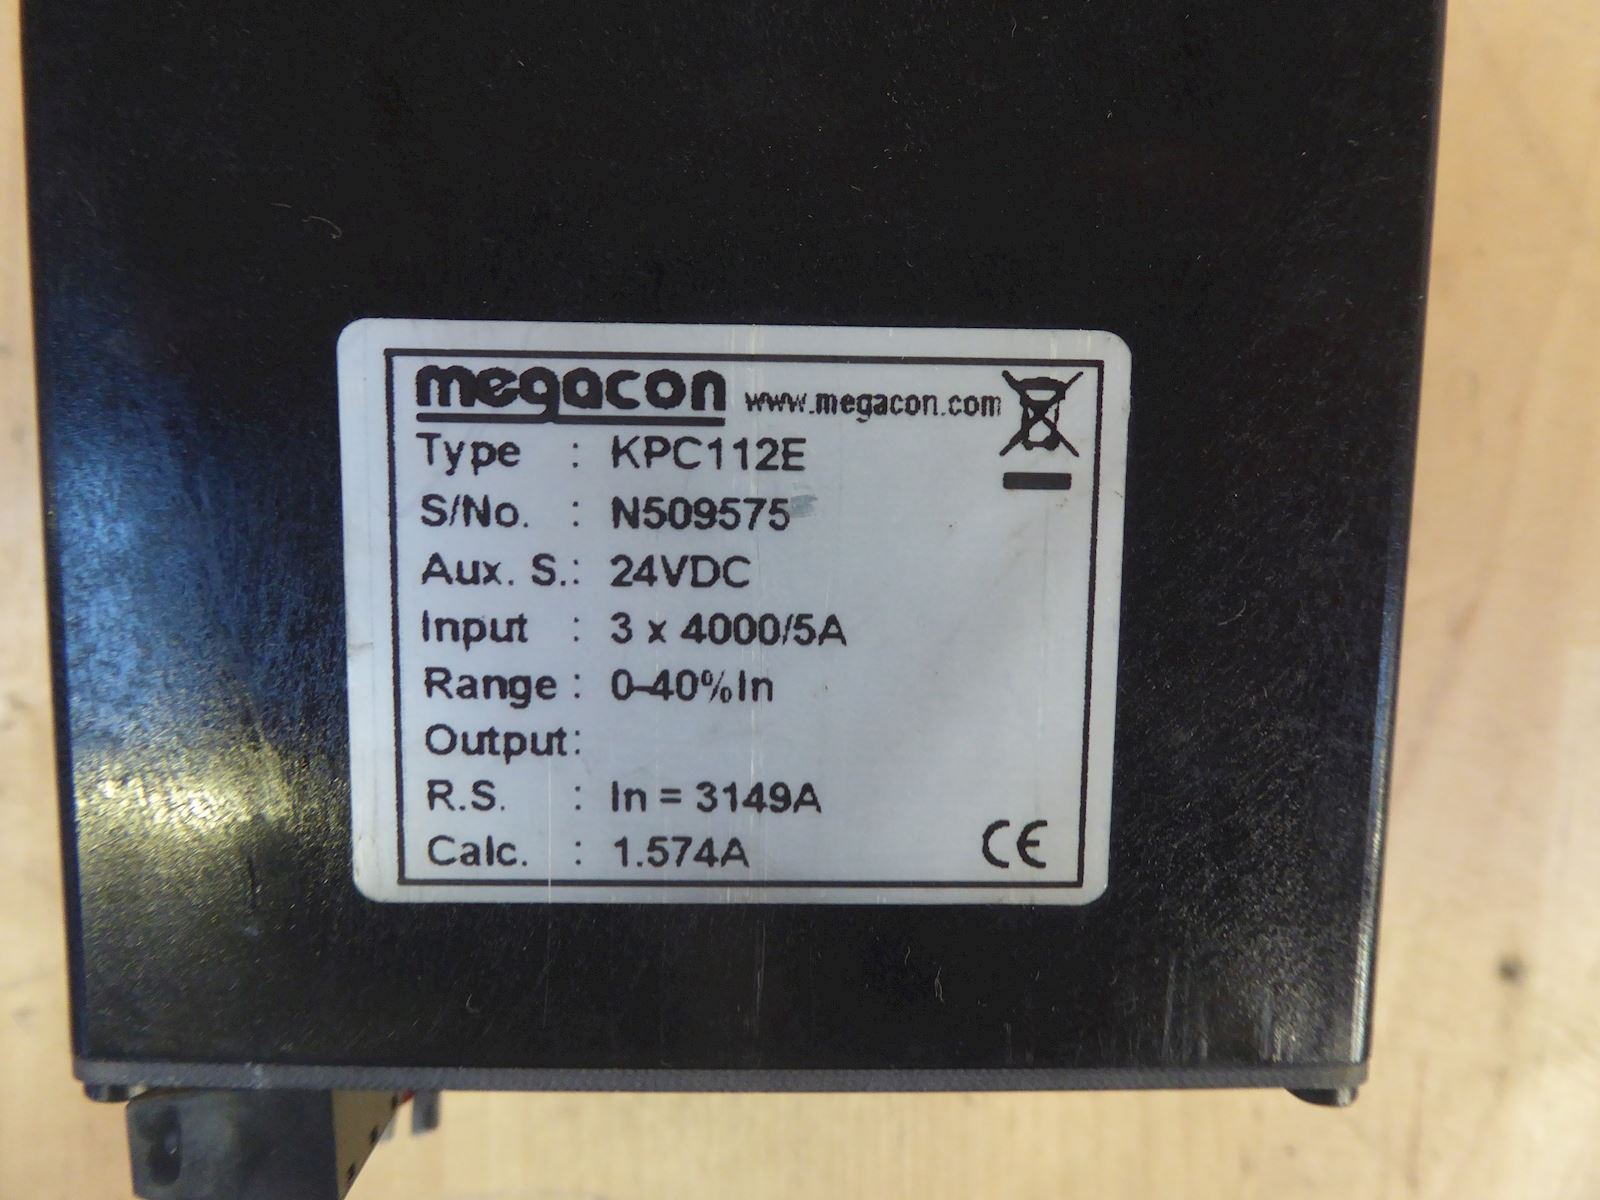 megacon www.megacon.com
Type : KPC112E
S/No. : N509575
Aux. S.: 24VDC
Input : 3 x 4000/5A
Range : 0-40%In
Output:
R.S. : In = 3149A
Calc. : 1.574A
CE